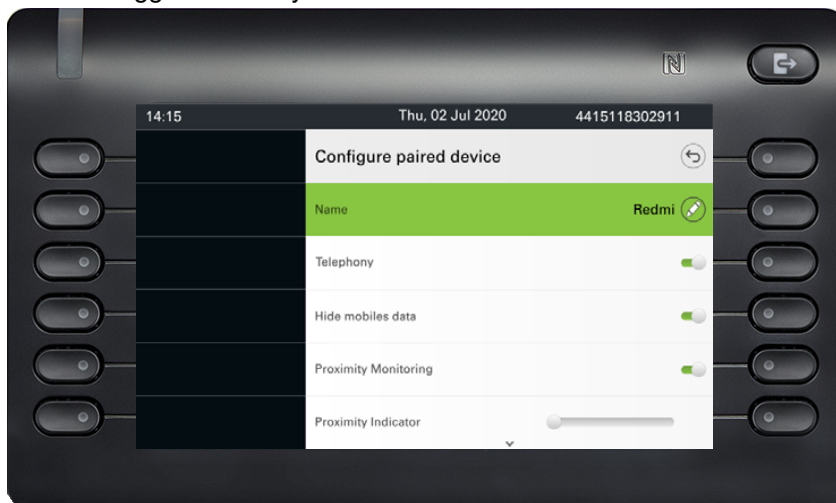 14:15 Thu, 02 Jul 2020 4415118302911
Configure paired device
Name Redmi
Telephony
Hide mobiles data
Proximity Monitoring
Proximity Indicator